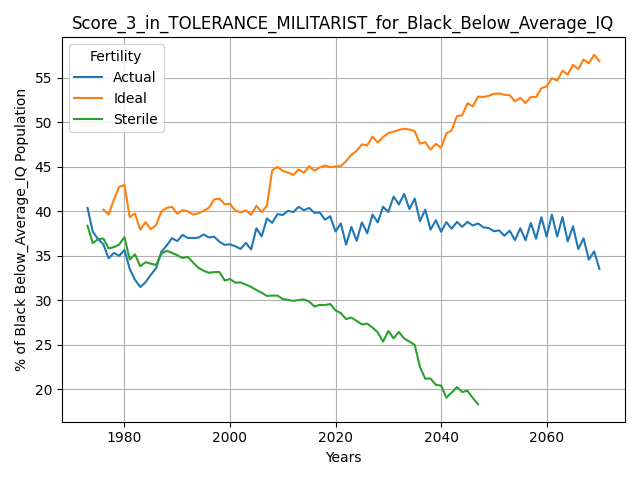 Score_3_in_TOLERANCE_MILITARIST_for_Black_Below_Average_IQ
% of Black Below_Average_IQ Population
Fertility
Actual
Ideal
Sterile
55
50
45
40
35
30
25
20
1980
2000
2020
2040
2060
Years